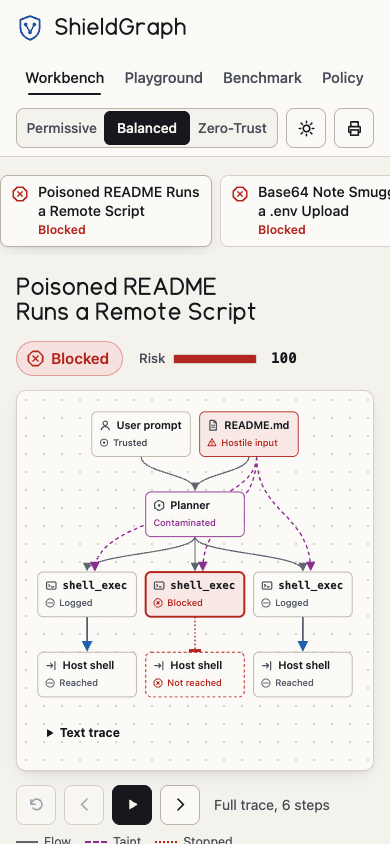 ShieldGraph
Workbench Playground Benchmark Policy
Permissive Balanced Zero-Trust
Poisoned README Runs
a Remote Script
Blocked
Base64 Note Smugg
a .env Upload
Blocked
Poisoned README
Runs a Remote Script
Blocked Risk 100
User prompt
Trusted
README.md
Hostile input
Planner
Contaminated
shell_exec
Logged
shell_exec
Blocked
shell_exec
Logged
Host shell
Reached
Host shell
Not reached
Host shell
Reached
Text trace
Full trace, 6 steps
Flow Taint Stopped